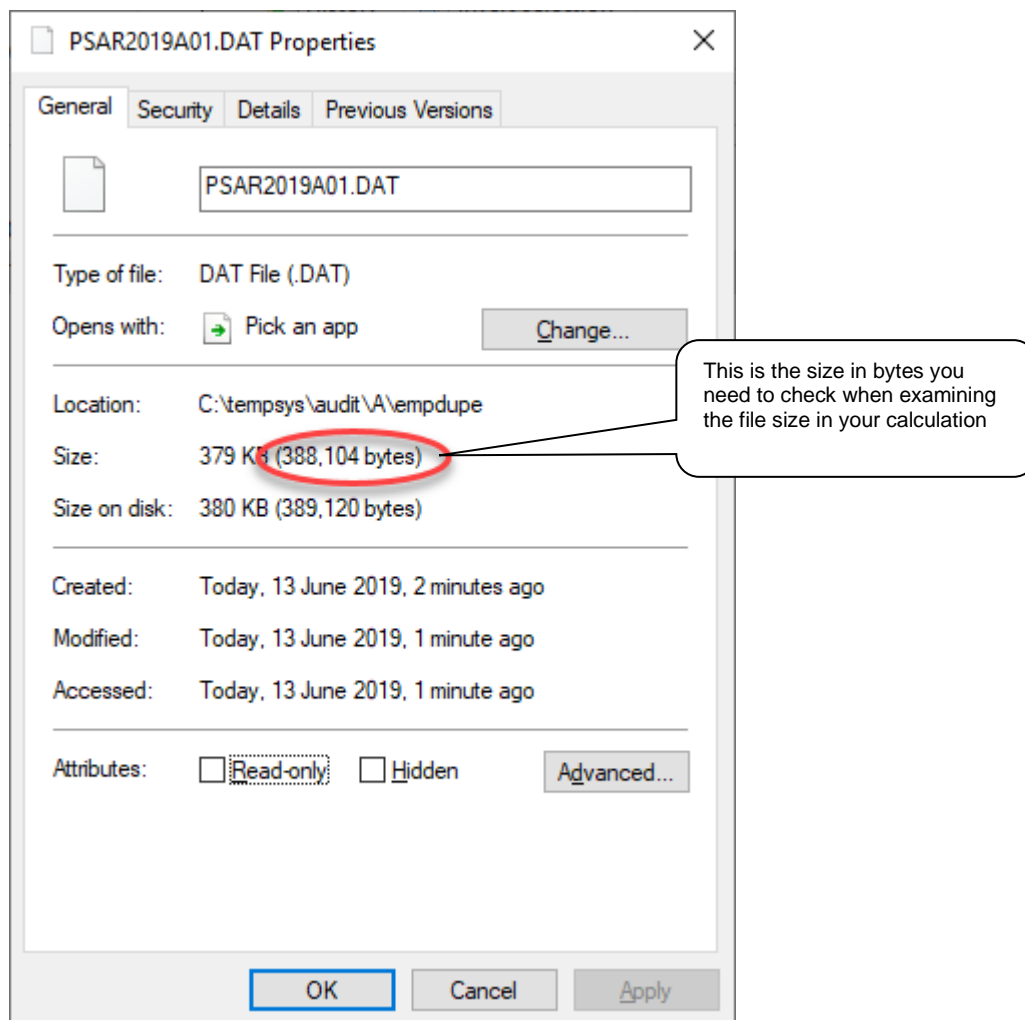 PSAR2019A01.DAT Properties
General Security Details Previous Versions
PSAR2019A01.DAT
Type of file: DAT File (.DAT)
Opens with: Pick an app Change...
This is the size in bytes you
need to check when examining
the file size in your calculation
Location: C:\tempsys\audit\A\empdupe
Size: 379 KB (388,104 bytes)
Size on disk: 380 KB (389,120 bytes)
Created: Today, 13 June 2019, 2 minutes ago
Modified: Today, 13 June 2019, 1 minute ago
Accessed: Today, 13 June 2019, 1 minute ago
Attributes: Read-only Hidden Advanced...
OK Cancel Apply